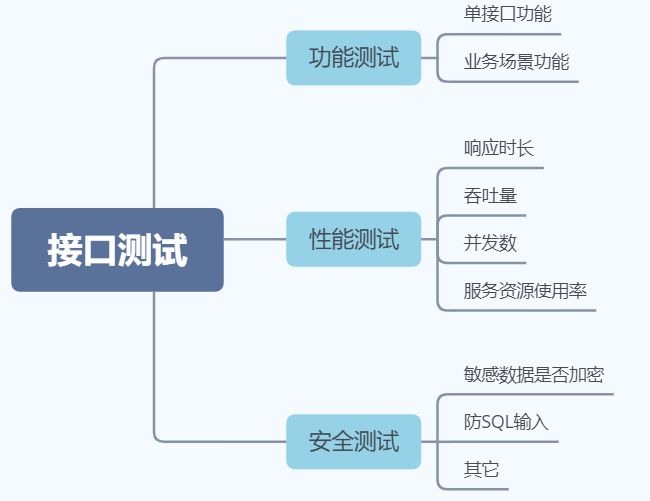 接口测试
功能测试
单接口功能
业务场景功能
性能测试
响应时长
吞吐量
并发数
服务资源使用率
安全测试
敏感数据是否加密
防SQL输入
其它